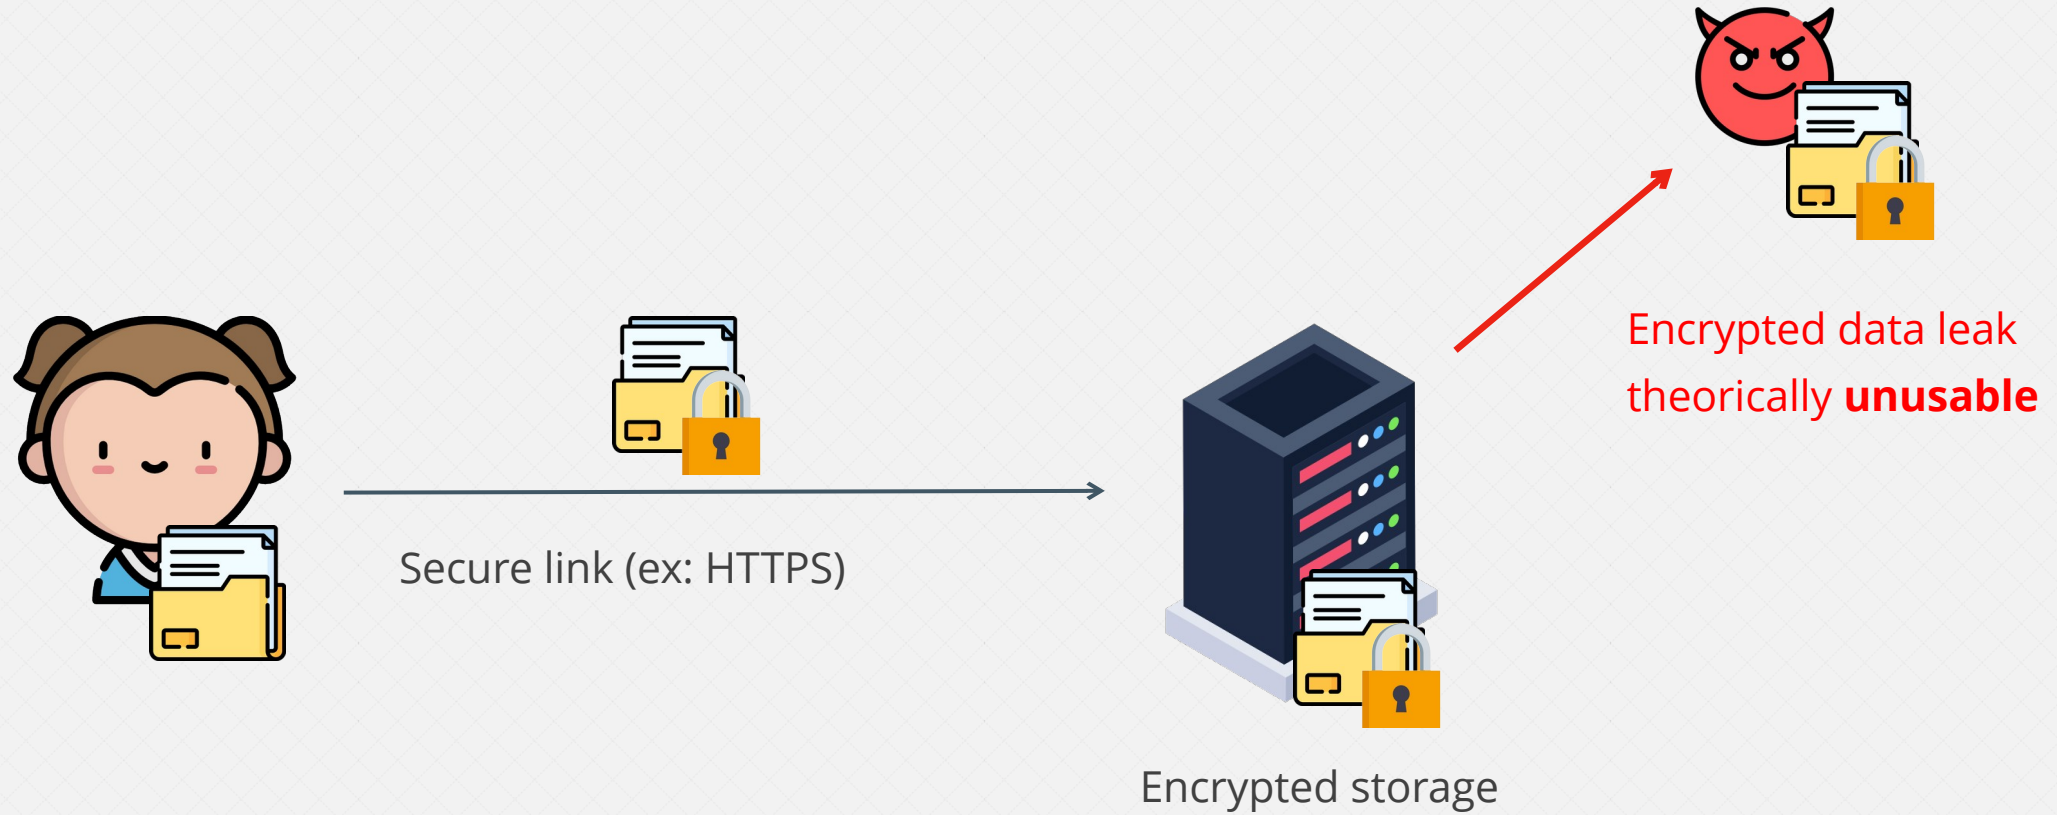 Encrypted data leak
theorically unusable
Secure link (ex: HTTPS)
Encrypted storage